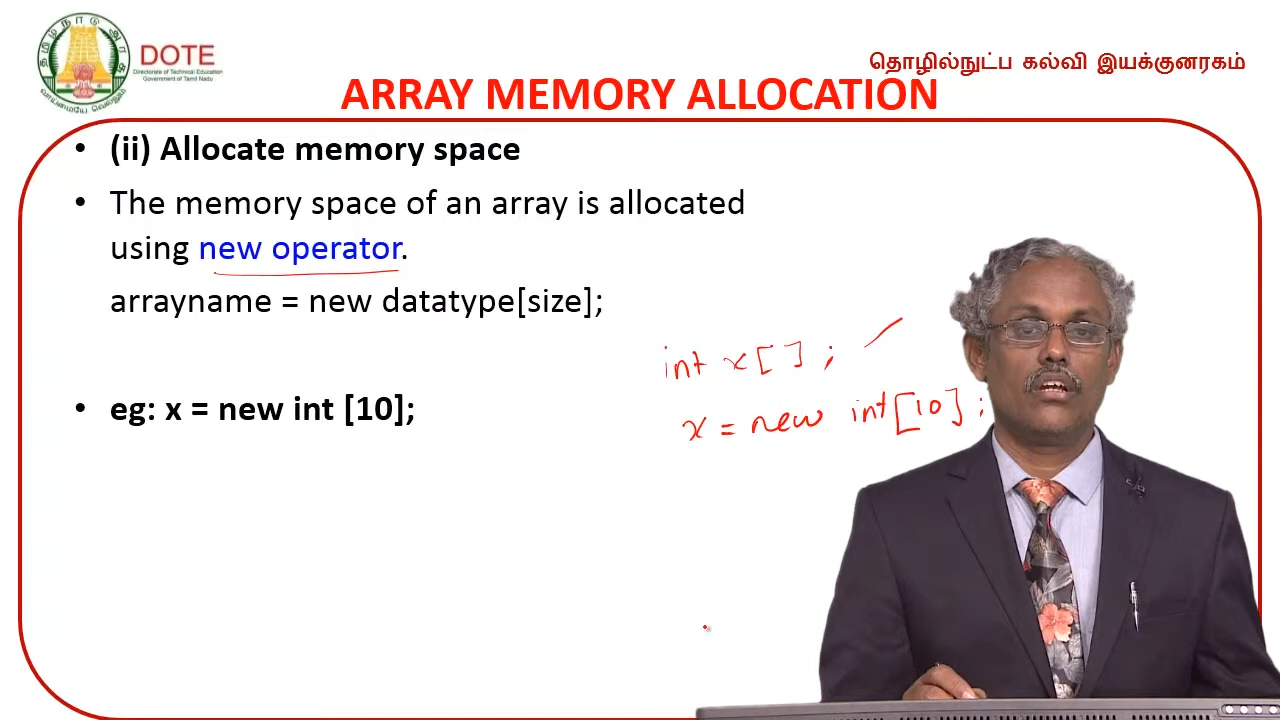 DOTE
Directorate of Technical Education
Government of Tamil Nadu
தமிழ்நாடு அரசு
வாய்மையே வெல்லும்
தொழில்நுட்ப கல்வி இயக்குனரகம்
ARRAY MEMORY ALLOCATION
• (ii) Allocate memory space
• The memory space of an array is allocated
using new operator.
arrayname = new datatype[size];
int x[];
• eg: x = new int [10];
x = new int[10];